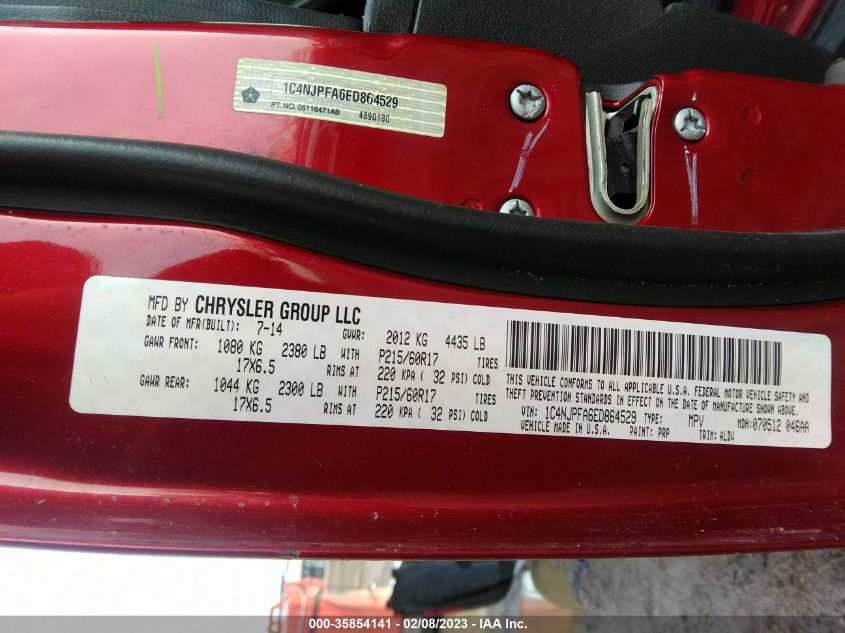 1C4NJPFA6ED864529
PT. NO. 05116471AB 4890130
MFD BY CHRYSLER GROUP LLC
DATE OF MFR(BUILT): 7-14 GVWR: 2012 KG 4435 LB
GAWR FRONT: 1080 KG 2380 LB WITH P215/60R17 TIRES
17X6.5 RIMS AT 220 KPA ( 32 PSI) COLD
GAWR REAR: 1044 KG 2300 LB WITH P215/60R17 TIRES
17X6.5 RIMS AT 220 KPA ( 32 PSI) COLD
THIS VEHICLE CONFORMS TO ALL APPLICABLE U.S.A. FEDERAL MOTOR VEHICLE SAFETY AND
THEFT PREVENTION STANDARDS IN EFFECT ON THE DATE OF MANUFACTURE SHOWN ABOVE.
VIN: 1C4NJPFA6ED864529 TYPE: MPV MDH: 070512 046AA
VEHICLE MADE IN U.S.A. PAINT: PRP TRIM: ALDV
000-35854141 - 02/08/2023 - IAA Inc.